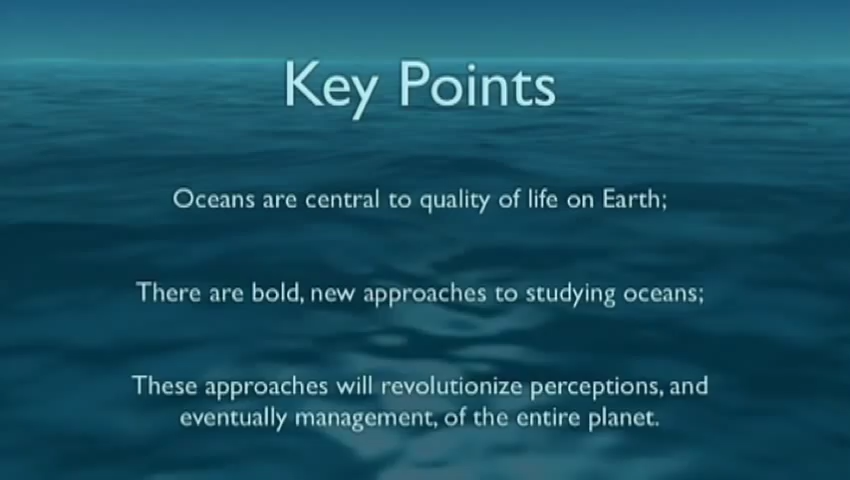 Key Points
Oceans are central to quality of life on Earth;
There are bold, new approaches to studying oceans;
These approaches will revolutionize perceptions, and
eventually management, of the entire planet.